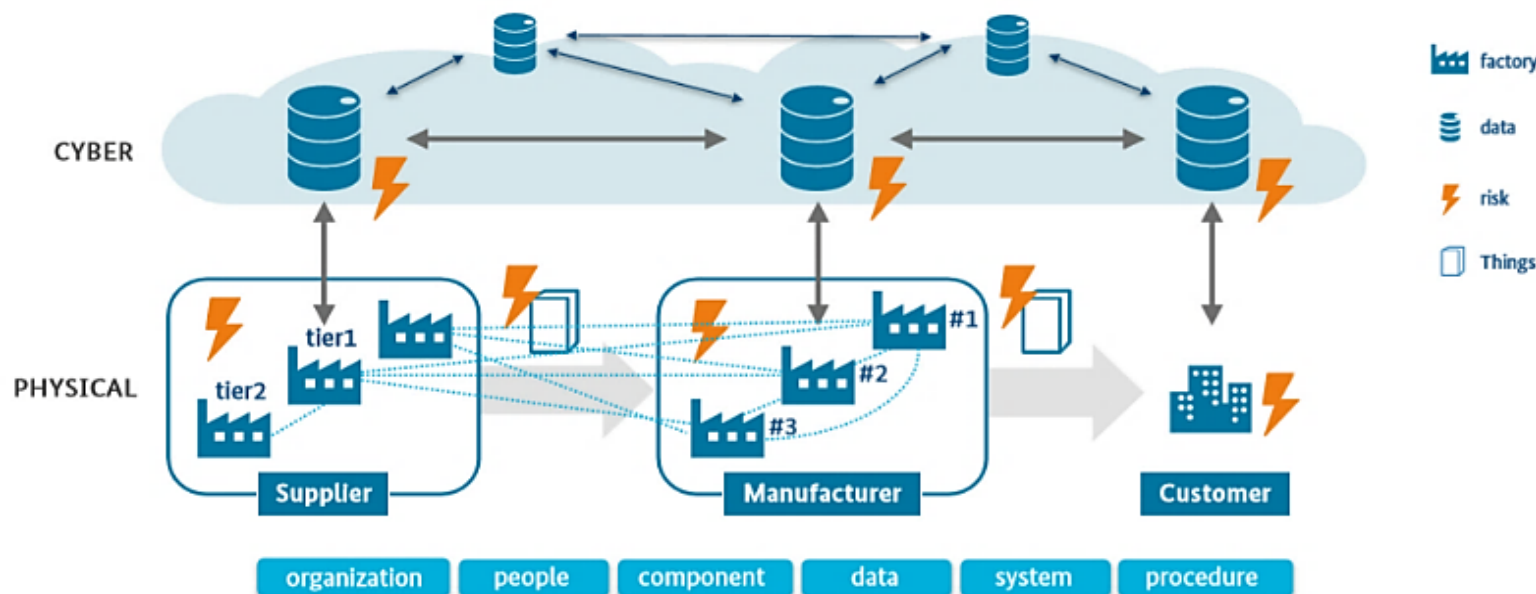 factory
data
CYBER
risk
Things
tier1
#1
#2
PHYSICAL
tier2
#3
Supplier
Manufacturer
Customer
organization
people
component
data
system
procedure